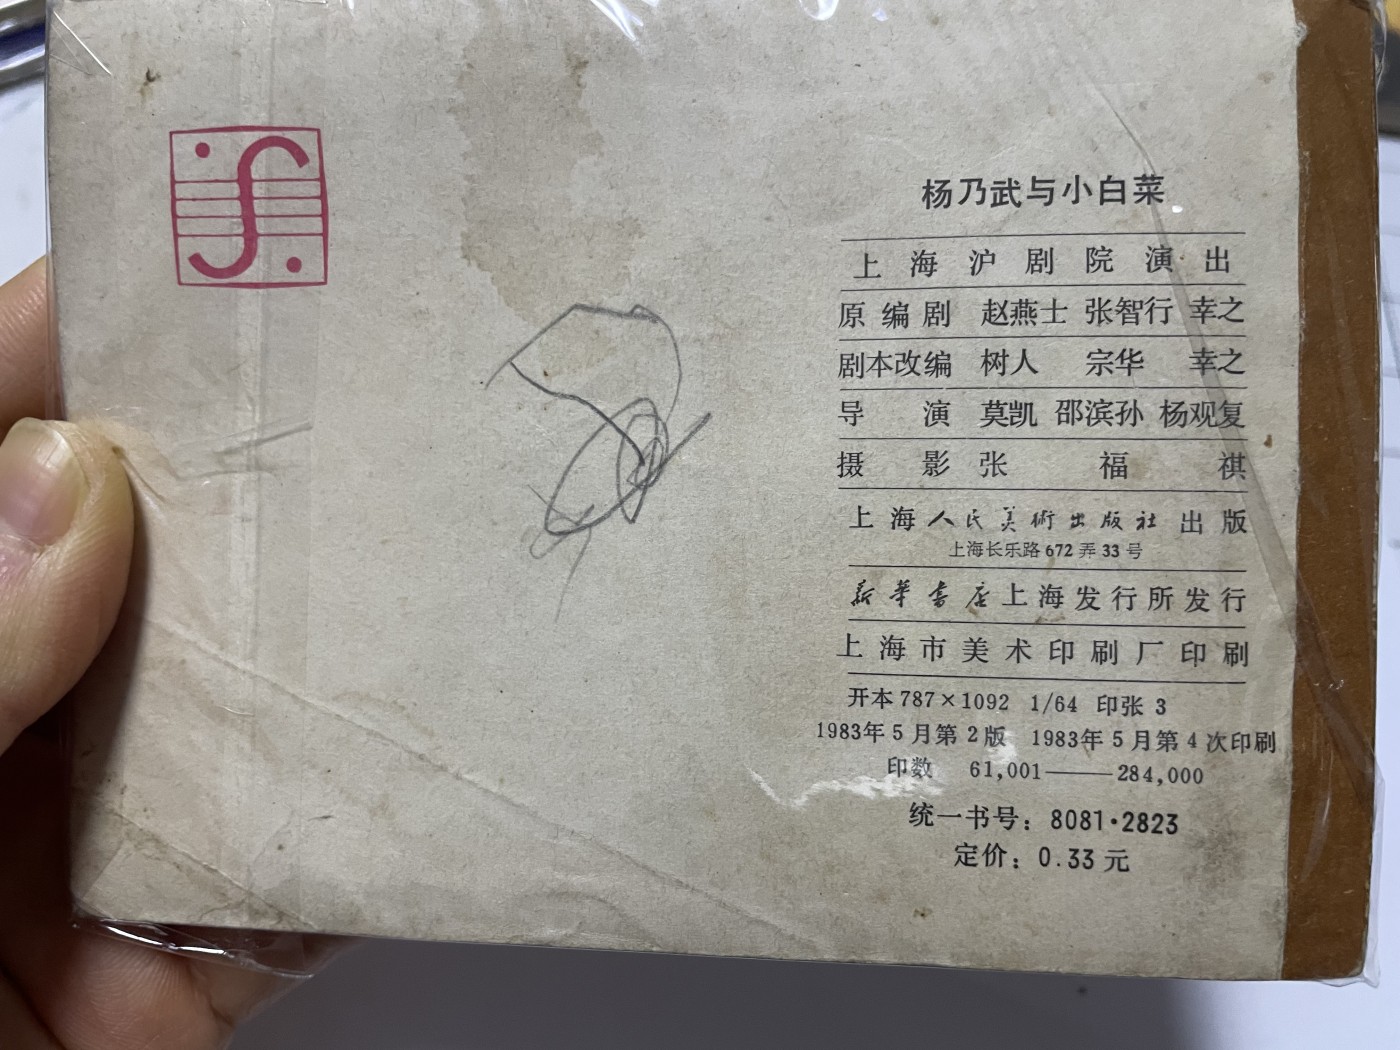 杨乃武与小白菜
上海沪剧院演出
原编剧 赵燕士 张智行 幸之
剧本改编 树人 宗华 幸之
导演 莫凯 邵滨孙 杨观复
摄影 张福祺
上海人民美術出版社出版
上海长乐路672弄33号
新華書店上海发行所发行
上海市美术印刷厂印刷
开本 787×1092 1/64 印张 3
1983年5月第2版 1983年5月第4次印刷
印数 61,001——284,000
统一书号：8081·2823
定价：0.33元